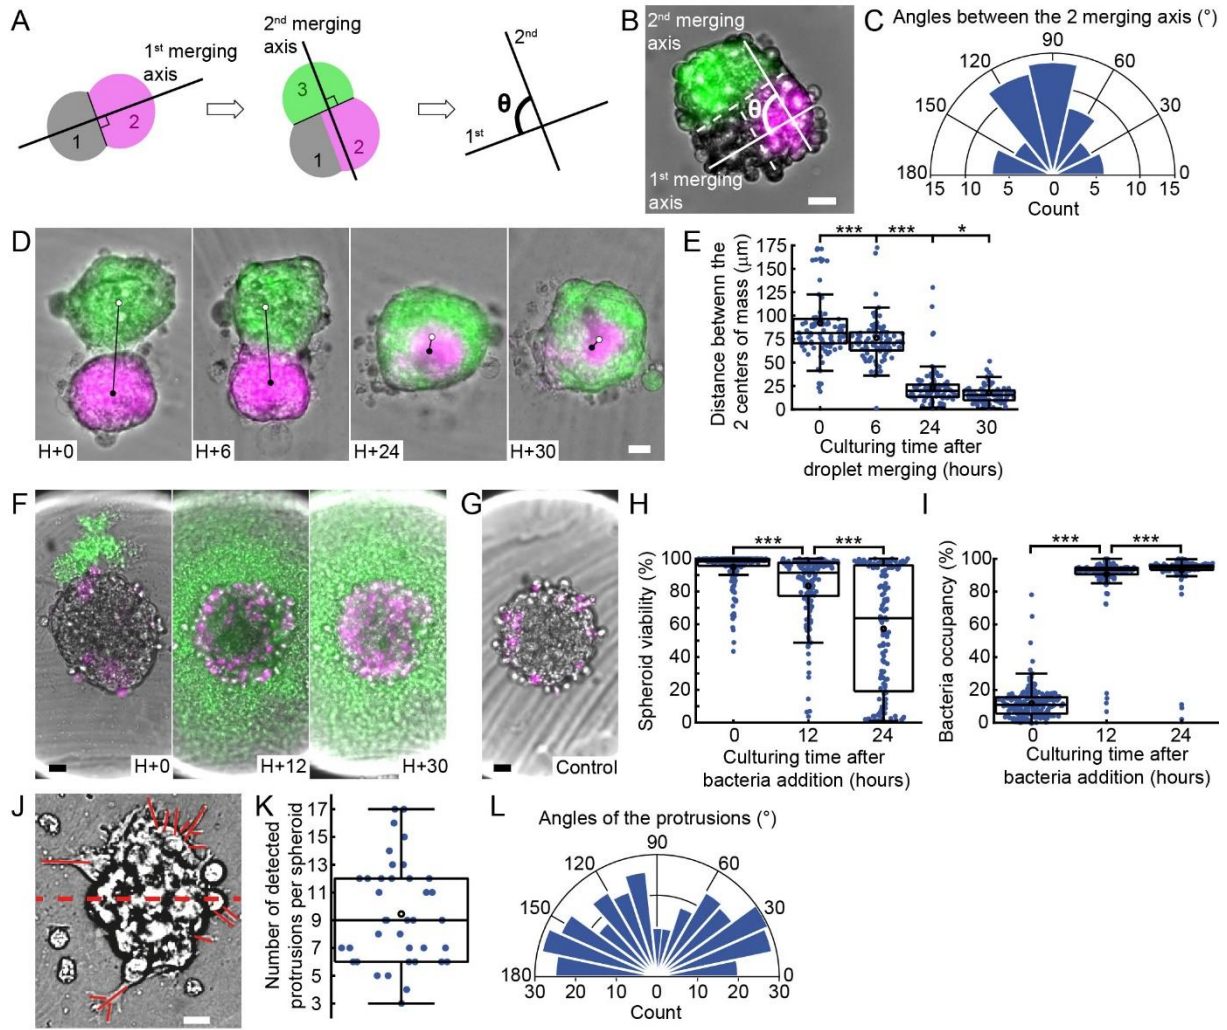 A
1st merging
axis
1
2
2nd merging
axis
3
1
2
2nd
θ
1st
B
2nd merging
axis
θ
1st merging
axis
C
Angles between the 2 merging axis (°)
90
120
60
150
30
180
0
15
10
5
0
5
10
15
Count
D
H+0
H+6
H+24
H+30
E
***
***
*
Distance betwenn the
2 centers of mass (µm)
175
150
125
100
75
50
25
0
0
6
24
30
Culturing time after
droplet merging (hours)
F
H+0
H+12
H+30
G
Control
H
***
***
Spheroid viability (%)
100
80
60
40
20
0
0
12
24
Culturing time after
bacteria addition (hours)
I
***
***
Bacteria occupancy (%)
100
80
60
40
20
0
0
12
24
Culturing time after
bacteria addition (hours)
J
K
Number of detected
protrusions per spheroid
17
15
13
11
9
7
5
3
L
Angles of the protrusions (°)
90
120
60
150
30
180
0
30
20
10
0
10
20
30
Count